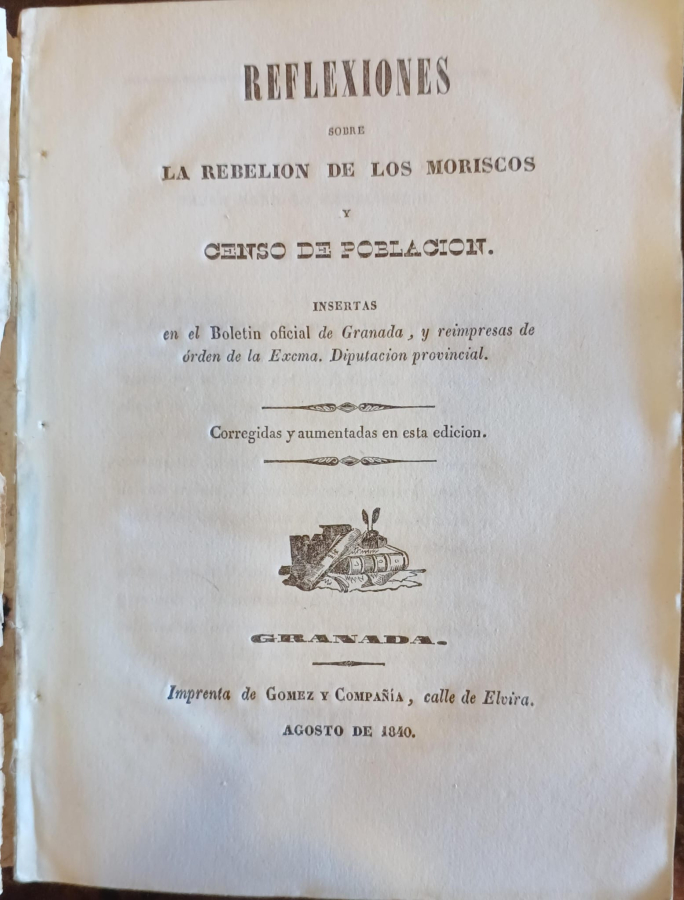 REFLEXIONES
SOBRE
LA REBELION DE LOS MORISCOS
Y
CENSO DE POBLACION.
INSERTAS
en el Boletin oficial de Granada, y reimpresas de
órden de la Excma. Diputacion provincial.
Corregidas y aumentadas en esta edicion.
GRANADA.
Imprenta de GOMEZ Y COMPAÑÍA, calle de Elvira.
AGOSTO DE 1840.